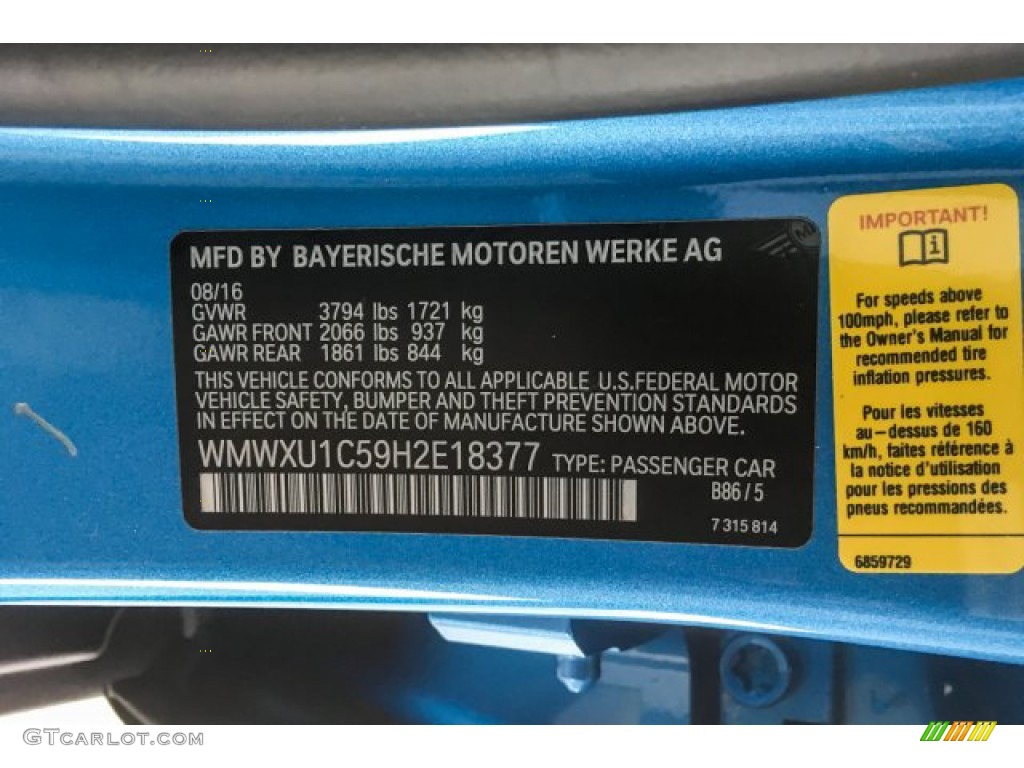 MFD BY BAYERISCHE MOTOREN WERKE AG
08/16
GVWR 3794 lbs 1721 kg
GAWR FRONT 2066 lbs 937 kg
GAWR REAR 1861 lbs 844 kg
THIS VEHICLE CONFORMS TO ALL APPLICABLE U.S.FEDERAL MOTOR
VEHICLE SAFETY, BUMPER AND THEFT PREVENTION STANDARDS
IN EFFECT ON THE DATE OF MANUFACTURE SHOWN ABOVE.
WMWXU1C59H2E18377 TYPE: PASSENGER CAR
B86/5
7 315 814
IMPORTANT!
For speeds above
100mph, please refer to
the Owner's Manual for
recommended tire
inflation pressures.
Pour les vitesses
au-dessus de 160
km/h, faites référence à
la notice d'utilisation
pour les pressions des
pneus recommandées.
6859729
GTCarlot.com